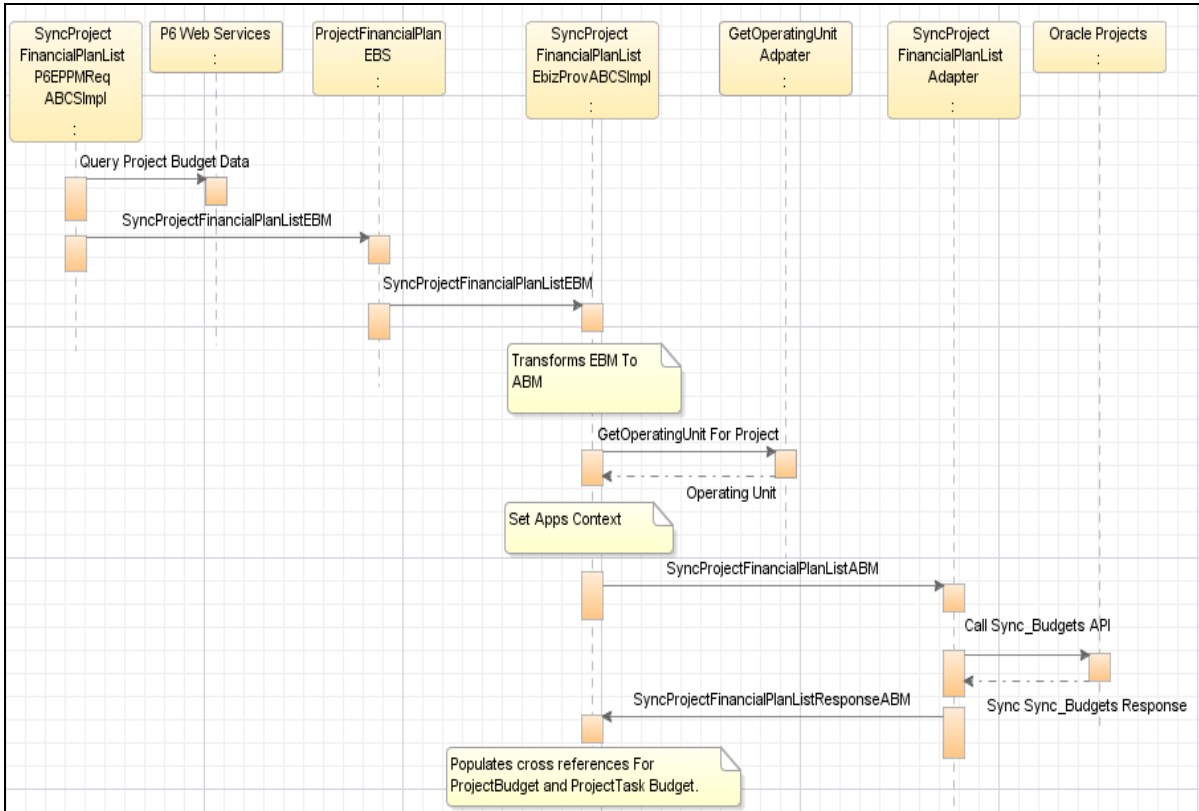 SyncProject
FinancialPlanList
P6EPPMReq
ABCSImpl
:
P6 Web Services
:
ProjectFinancialPlan
EBS
:
SyncProject
FinancialPlanList
EbizProvABCSImpl
:
GetOperatingUnit
Adpater
:
SyncProject
FinancialPlanList
Adapter
:
Oracle Projects
:
Query Project Budget Data
SyncProjectFinancialPlanListEBM
SyncProjectFinancialPlanListEBM
Transforms EBM To
ABM
GetOperatingUnit For Project
Operating Unit
Set Apps Context
SyncProjectFinancialPlanListABM
Call Sync_Budgets API
Sync Sync_Budgets Response
SyncProjectFinancialPlanListResponseABM
Populates cross references For
ProjectBudget and ProjectTask Budget.